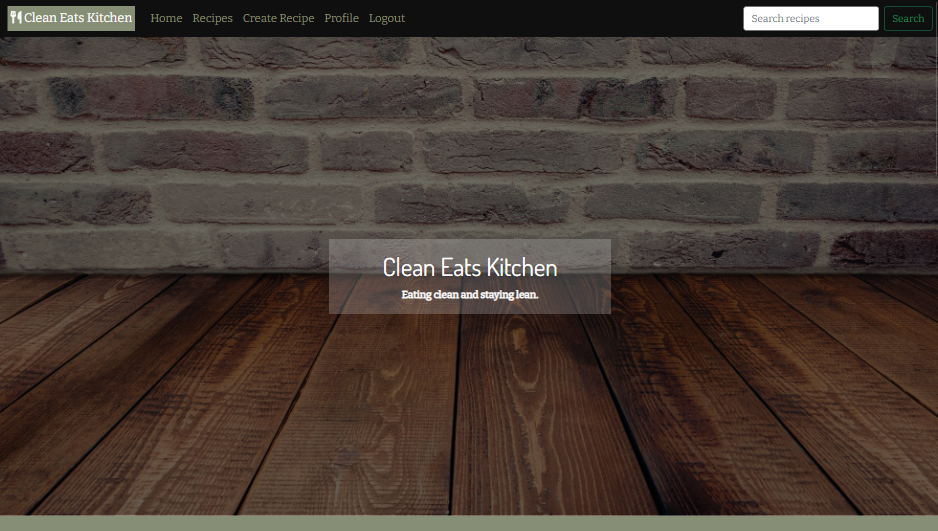 Clean Eats Kitchen
Home Recipes Create Recipe Profile Logout
Search recipes Search
Clean Eats Kitchen
Eating clean and staying lean.